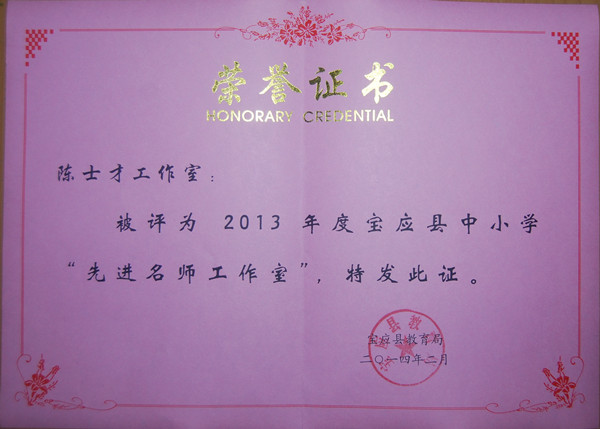 荣誉证书
HONORARY CREDENTIAL
陈士才工作室：
被评为 2013 年度宝应县中小学
“先进名师工作室”，特发此证。
宝应县教育局
二〇一四年二月